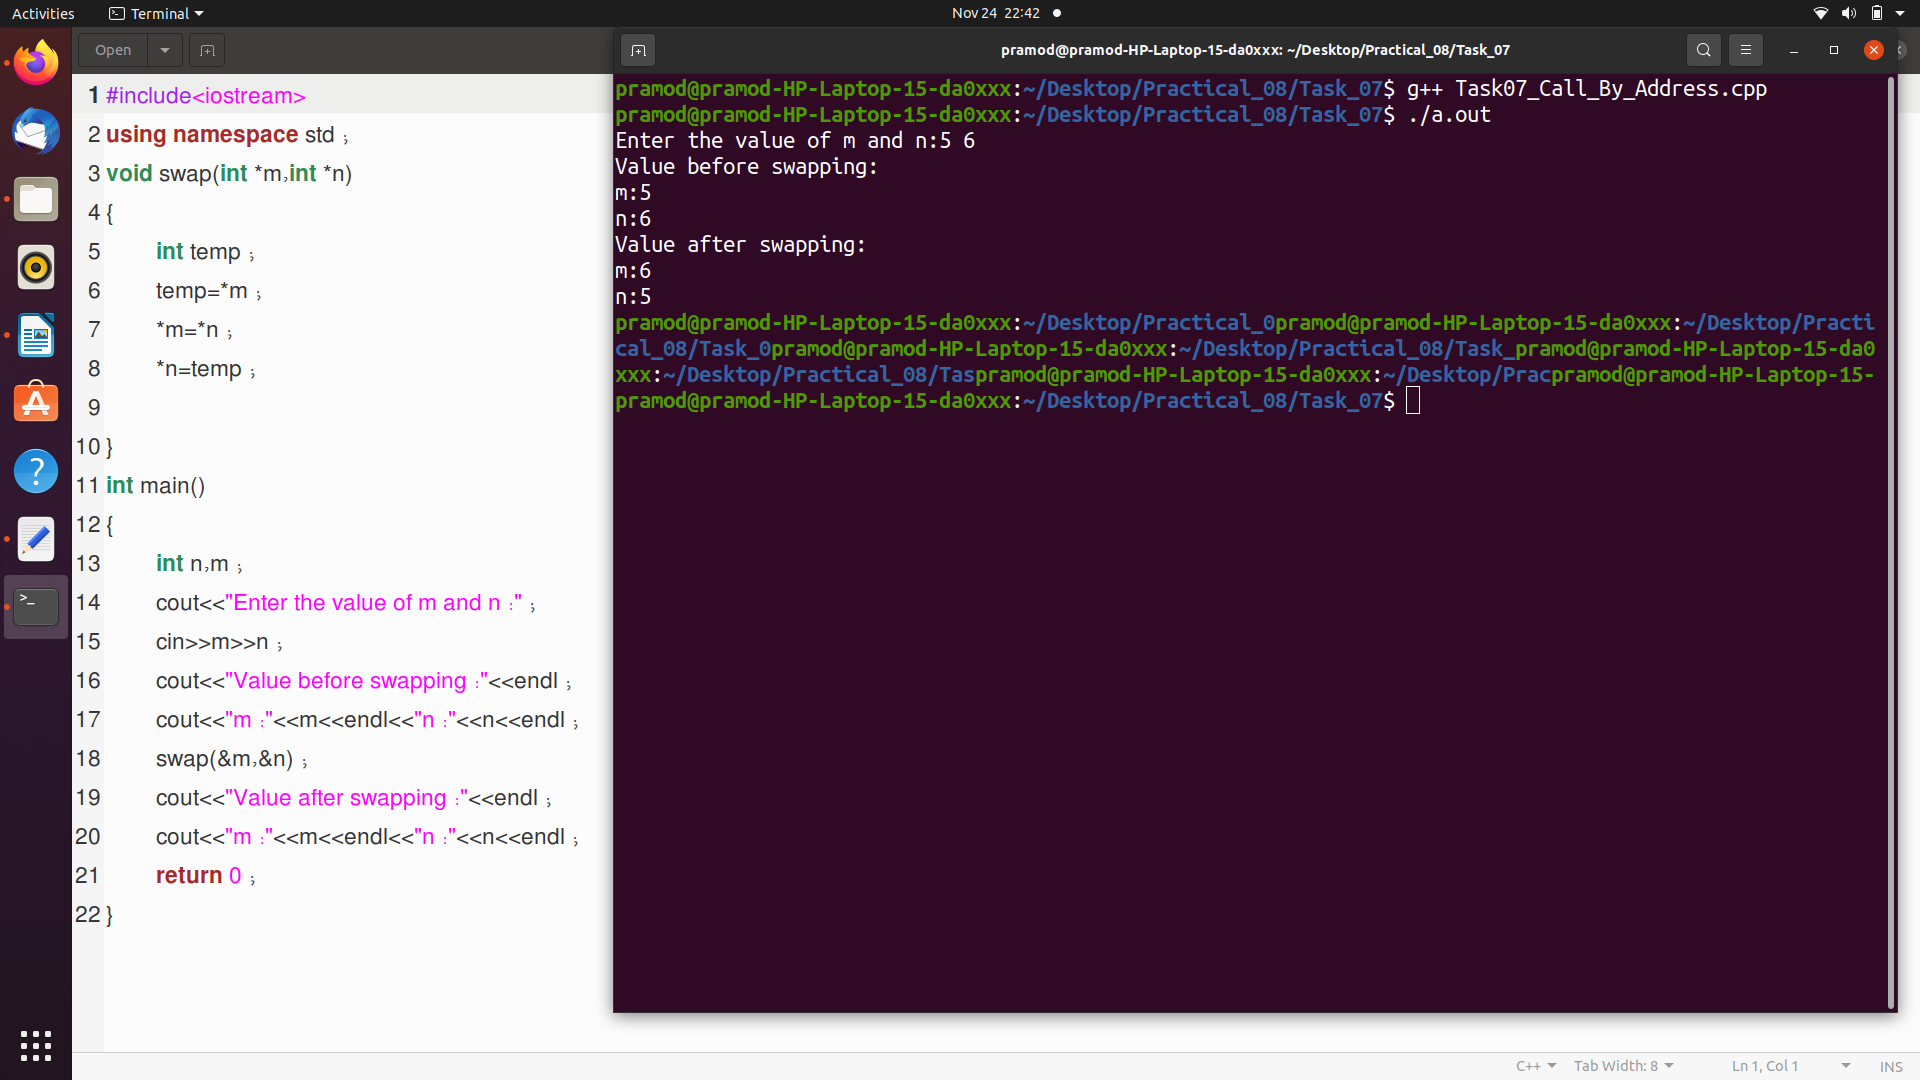 Activities
Terminal
Nov 24 22:42
Open
pramod@pramod-HP-Laptop-15-da0xxx: ~/Desktop/Practical_08/Task_07
1 #include<iostream>
2 using namespace std ;
3 void swap(int *m,int *n)
4 {
5 int temp ;
6 temp=*m ;
7 *m=*n ;
8 *n=temp ;
9
10 }
11 int main()
12 {
13 int n,m ;
14 cout<<"Enter the value of m and n :" ;
15 cin>>m>>n ;
16 cout<<"Value before swapping :"<<endl ;
17 cout<<"m :"<<m<<endl<<"n :"<<n<<endl ;
18 swap(&m,&n) ;
19 cout<<"Value after swapping :"<<endl ;
20 cout<<"m :"<<m<<endl<<"n :"<<n<<endl ;
21 return 0 ;
22 }
pramod@pramod-HP-Laptop-15-da0xxx:~/Desktop/Practical_08/Task_07$ g++ Task07_Call_By_Address.cpp
pramod@pramod-HP-Laptop-15-da0xxx:~/Desktop/Practical_08/Task_07$ ./a.out
Enter the value of m and n:5 6
Value before swapping:
m:5
n:6
Value after swapping:
m:6
n:5
pramod@pramod-HP-Laptop-15-da0xxx:~/Desktop/Practical_0pramod@pramod-HP-Laptop-15-da0xxx:~/Desktop/Practi
cal_08/Task_0pramod@pramod-HP-Laptop-15-da0xxx:~/Desktop/Practical_08/Task_pramod@pramod-HP-Laptop-15-da0
xxx:~/Desktop/Practical_08/Taspramod@pramod-HP-Laptop-15-da0xxx:~/Desktop/Pracpramod@pramod-HP-Laptop-15-
pramod@pramod-HP-Laptop-15-da0xxx:~/Desktop/Practical_08/Task_07$
C++
Tab Width: 8
Ln 1, Col 1
INS